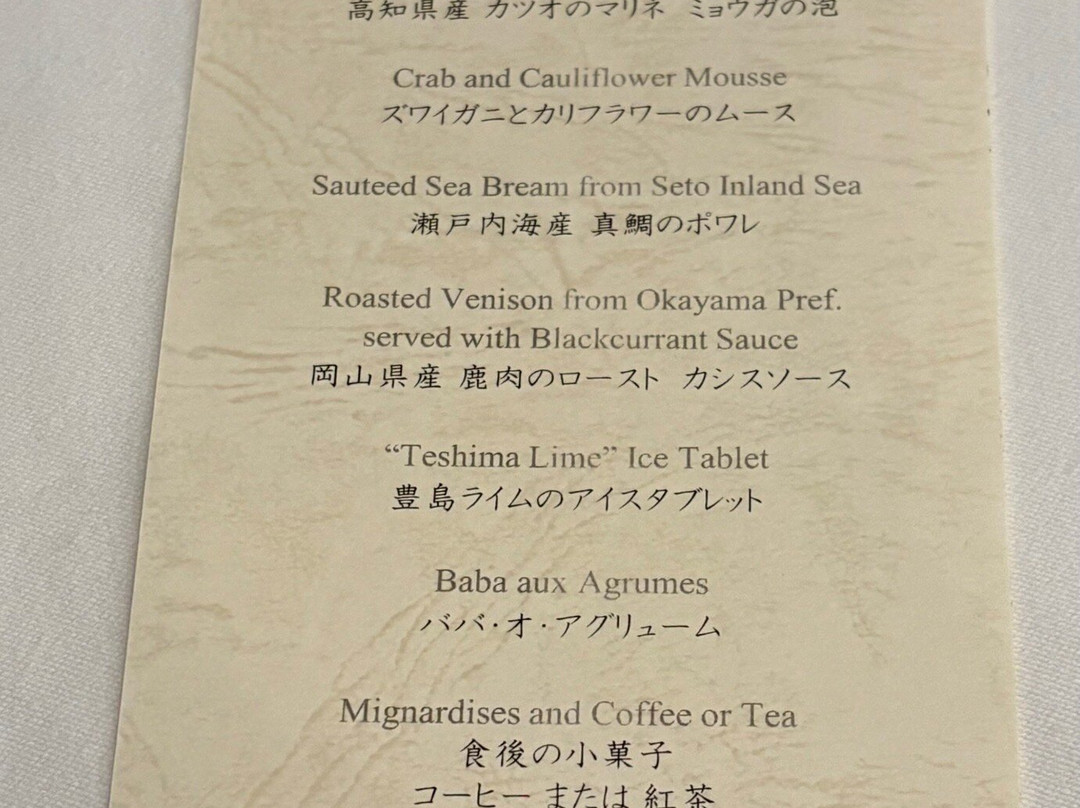 高知県産 カツオのマリネ ミョウガの泡
Crab and Cauliflower Mousse
ズワイガニとカリフラワーのムース
Sauteed Sea Bream from Seto Inland Sea
瀬戸内海産 真鯛のポワレ
Roasted Venison from Okayama Pref.
served with Blackcurrant Sauce
岡山県産 鹿肉のロースト カシスソース
“Teshima Lime” Ice Tablet
豊島ライムのアイスタブレット
Baba aux Agrumes
ババ・オ・アグリューム
Mignardises and Coffee or Tea
食後の小菓子
コーヒー または 紅茶